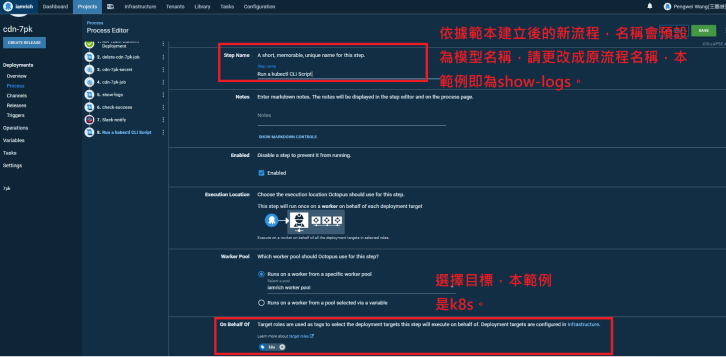 iamrich
Dashboard
Projects
Infrastructure
Tenants
Library
Tasks
Configuration
Pengwei Wang(王鵬
cdn-7pk
CREATE RELEASE
Deployments
Overview
Process
Channels
Releases
Triggers
Operations
Variables
Tasks
Settings
7pk
Process
Process Editor
SAVE
COLLAPSE
Deployment
2. delete-cdn-7pk-job
3. cdn-7pk-secret
4. cdn-7pk-job
5. show-logs
6. check-success
7. Slack-notify
8. Run a kubectl CLI Script
Step Name
A short, memorable, unique name for this step.
Step name
Run a kubectl CLI Script
依據範本建立後的新流程，名稱會預設
為模型名稱，請更改成原流程名稱，本
範例即為show-logs。
Notes
Enter markdown notes. The notes will be displayed in the step editor and on the process page.
Notes
SHOW MARKDOWN CONTROLS
Enabled
Disable a step to prevent it from running.
Enabled
Execution Location
Choose the execution location Octopus should use for this step.
This step will run once on a worker on behalf of each deployment target
Execute on a worker on behalf of all the deployment targets in selected roles.
Worker Pool
Which worker pool should Octopus use for this step?
Runs on a worker from a specific worker pool
Select a pool
iamrich worker pool
Runs on a worker from a pool selected via a variable
選擇目標，本範例
是k8s。
On Behalf Of
Target roles are used as tags to select the deployment targets this step will execute on behalf of. Deployment targets are configured in Infrastructure.
Learn more about target roles
k8s